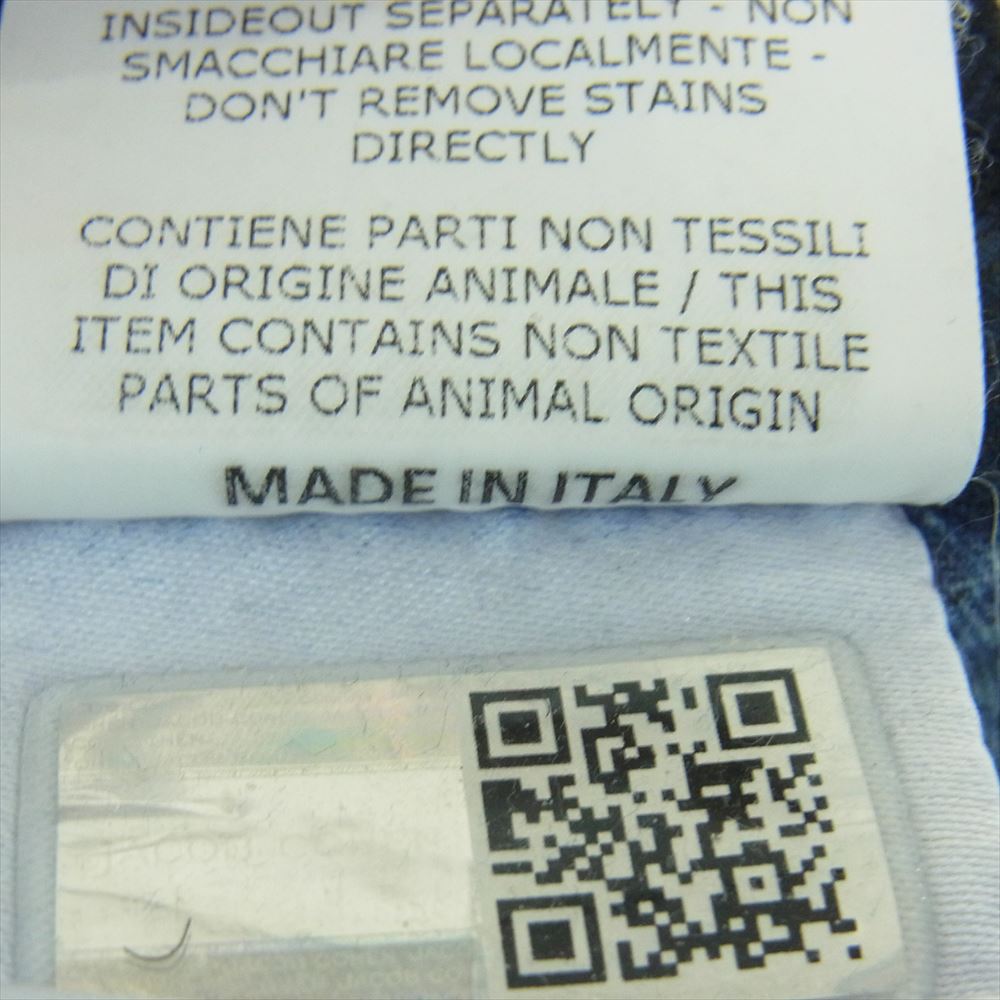 INSIDEOUT SEPARATELY - NON
SMACCHIARE LOCALMENTE -
DON'T REMOVE STAINS
DIRECTLY
CONTIENE PARTI NON TESSILI
DI ORIGINE ANIMALE / THIS
ITEM CONTAINS NON TEXTILE
PARTS OF ANIMAL ORIGIN
MADE IN ITALY